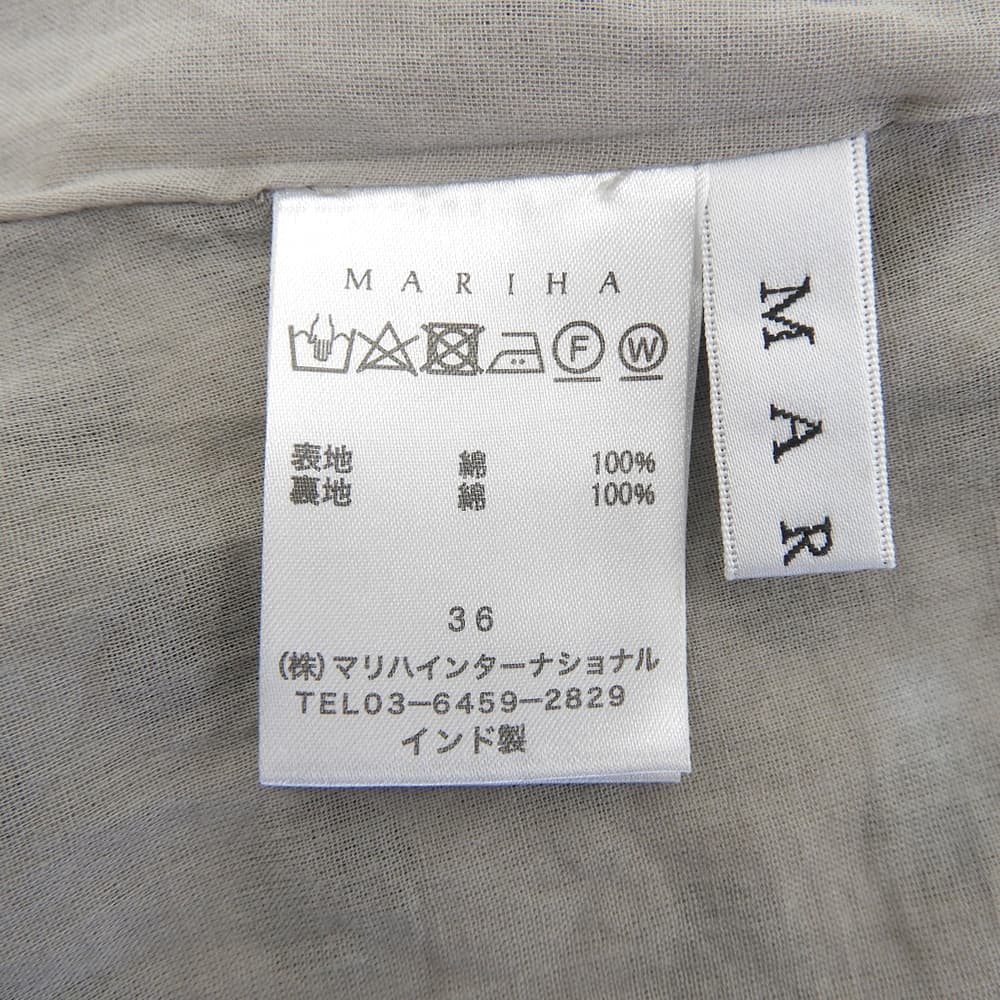 MARIHA
F W
表地 綿 100%
裏地 綿 100%
36
(株)マリハインターナショナル
TEL03-6459-2829
インド製
MAR